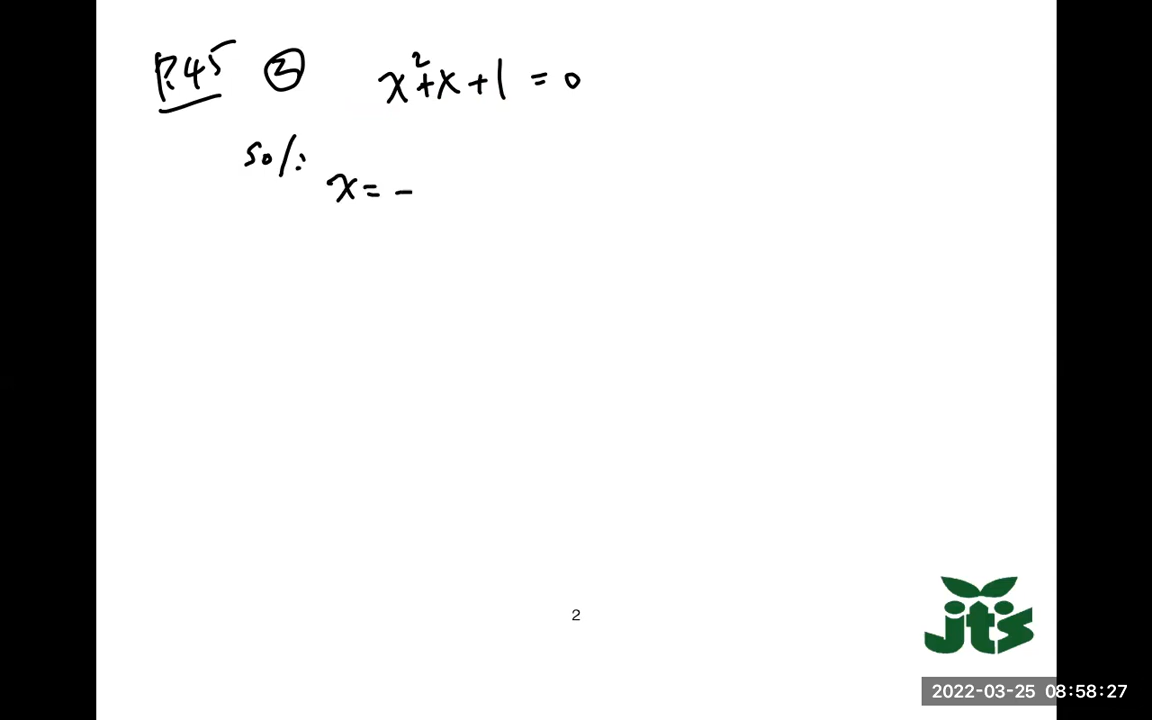 P.45 ② x²+x+1=0
sol:
x= -
2
jts
2022-03-25 08:58:27